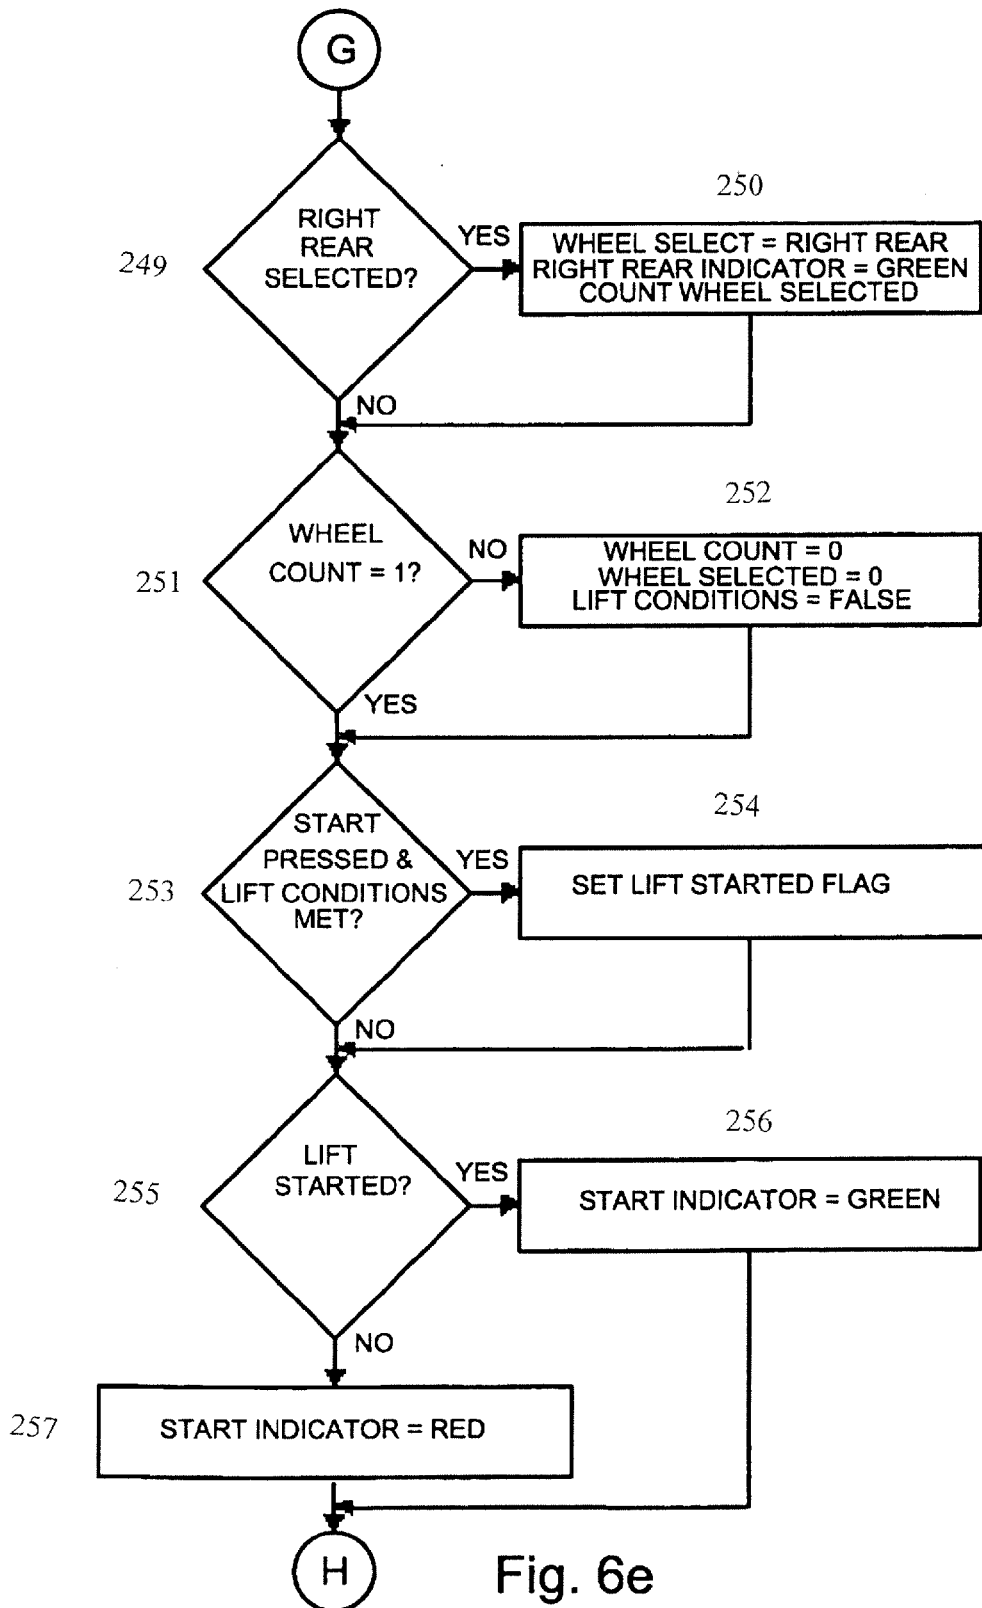 G
249
RIGHT
REAR
SELECTED?
YES
250
WHEEL SELECT = RIGHT REAR
RIGHT REAR INDICATOR = GREEN
COUNT WHEEL SELECTED
NO
251
WHEEL
COUNT = 1?
NO
252
WHEEL COUNT = 0
WHEEL SELECTED = 0
LIFT CONDITIONS = FALSE
YES
253
START
PRESSED &
LIFT CONDITIONS
MET?
YES
254
SET LIFT STARTED FLAG
NO
255
LIFT
STARTED?
YES
256
START INDICATOR = GREEN
NO
257
START INDICATOR = RED
H
Fig. 6e